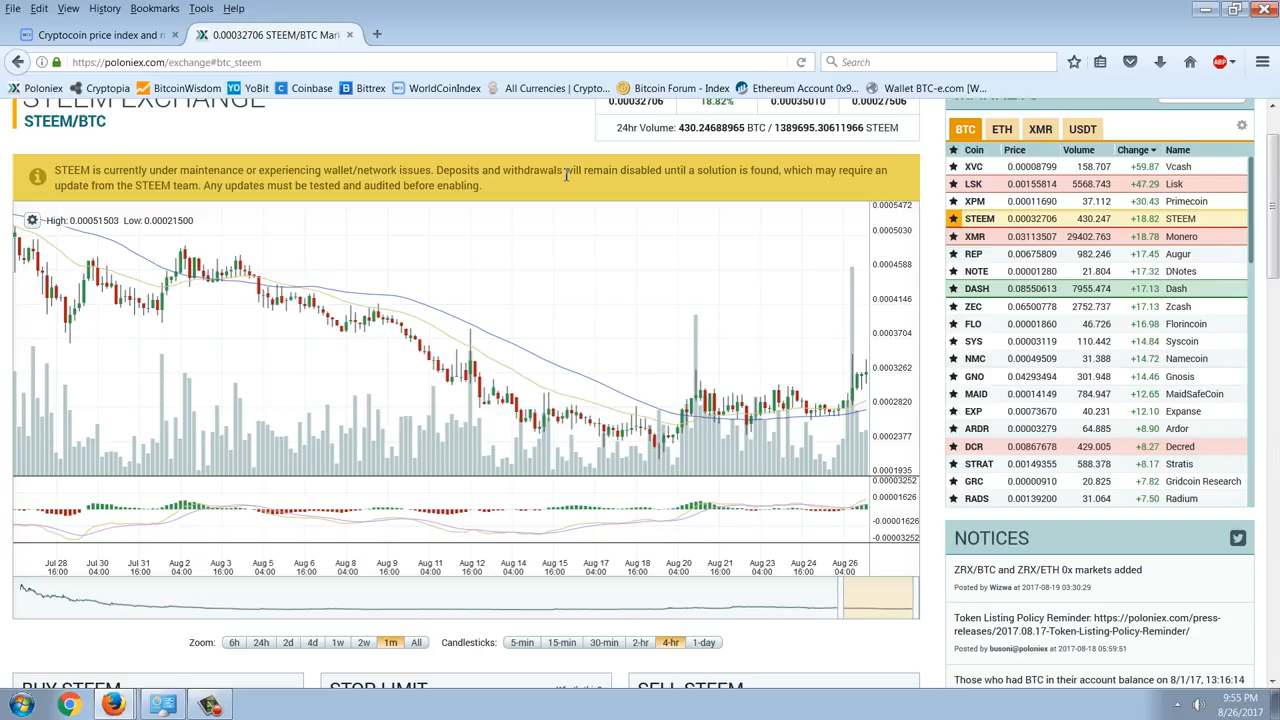 File Edit View History Bookmarks Tools Help
Cryptocoin price index and
0.00032706 STEEM/BTC Mar
https://poloniex.com/exchange#btc_steem
Search
Poloniex Cryptopia BitcoinWisdom YoBit Coinbase Bittrex WorldCoinIndex All Currencies | Crypto... Bitcoin Forum - Index Ethereum Account 0x9... Wallet BTC-e.com [W...
STEEM EXCHANGE
STEEM/BTC
0.00032706 18.82% 0.00035010 0.00027506
24hr Volume: 430.24688965 BTC / 1389695.30611966 STEEM
STEEM is currently under maintenance or experiencing wallet/network issues. Deposits and withdrawals will remain disabled until a solution is found, which may require an
update from the STEEM team. Any updates must be tested and audited before enabling.
High: 0.00051503 Low: 0.00021500
0.0005472
0.0005030
0.0004588
0.0004146
0.0003704
0.0003262
0.0002820
0.0002377
0.0001935
0.00003252
0.00001626
-0.00001626
-0.00003252
Jul 28 16:00
Jul 30 04:00
Jul 31 16:00
Aug 2 04:00
Aug 3 16:00
Aug 5 04:00
Aug 6 16:00
Aug 8 04:00
Aug 9 16:00
Aug 11 04:00
Aug 12 16:00
Aug 14 04:00
Aug 15 16:00
Aug 17 04:00
Aug 18 16:00
Aug 20 04:00
Aug 21 16:00
Aug 23 04:00
Aug 24 16:00
Aug 26 04:00
Zoom: 6h 24h 2d 4d 1w 2w 1m All Candlesticks: 5-min 15-min 30-min 2-hr 4-hr 1-day
BUY STEEM
STOP LIMIT
SELL STEEM
BTC ETH XMR USDT
Coin Price Volume Change Name
XVC 0.00008799 158.707 +59.87 Vcash
LSK 0.00155814 5568.743 +47.29 Lisk
XPM 0.00011690 37.112 +30.43 Primecoin
STEEM 0.00032706 430.247 +18.82 STEEM
XMR 0.03113507 29402.763 +18.78 Monero
REP 0.00675809 982.246 +17.45 Augur
NOTE 0.00001280 21.804 +17.32 DNotes
DASH 0.08550613 7955.474 +17.13 Dash
ZEC 0.06500778 2752.737 +17.13 Zcash
FLO 0.00001860 46.726 +16.98 Florincoin
SYS 0.00003119 110.442 +14.84 Syscoin
NMC 0.00049509 31.388 +14.72 Namecoin
GNO 0.04293494 301.948 +14.46 Gnosis
MAID 0.00014149 784.947 +12.65 MaidSafeCoin
EXP 0.00073670 40.231 +12.10 Expanse
ARDR 0.00003279 64.885 +8.90 Ardor
DCR 0.00867678 429.005 +8.27 Decred
STRAT 0.00149355 588.378 +8.17 Stratis
GRC 0.00000910 20.825 +7.82 Gridcoin Research
RADS 0.00139200 31.064 +7.50 Radium
NOTICES
ZRX/BTC and ZRX/ETH 0x markets added
Posted by Wizwa at 2017-08-19 03:30:29
Token Listing Policy Reminder: https://poloniex.com/press-
releases/2017.08.17-Token-Listing-Policy-Reminder/
Posted by busoni@poloniex at 2017-08-18 05:59:51
Those who had BTC in their account balance on 8/1/17, 13:16:14
9:55 PM
8/26/2017